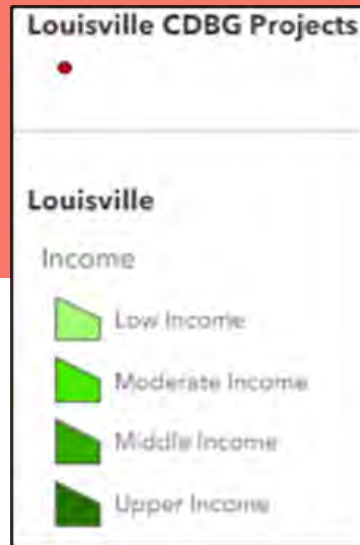 Louisville CDBG Projects
Louisville
Income
Low Income
Moderate Income
Middle Income
Upper Income